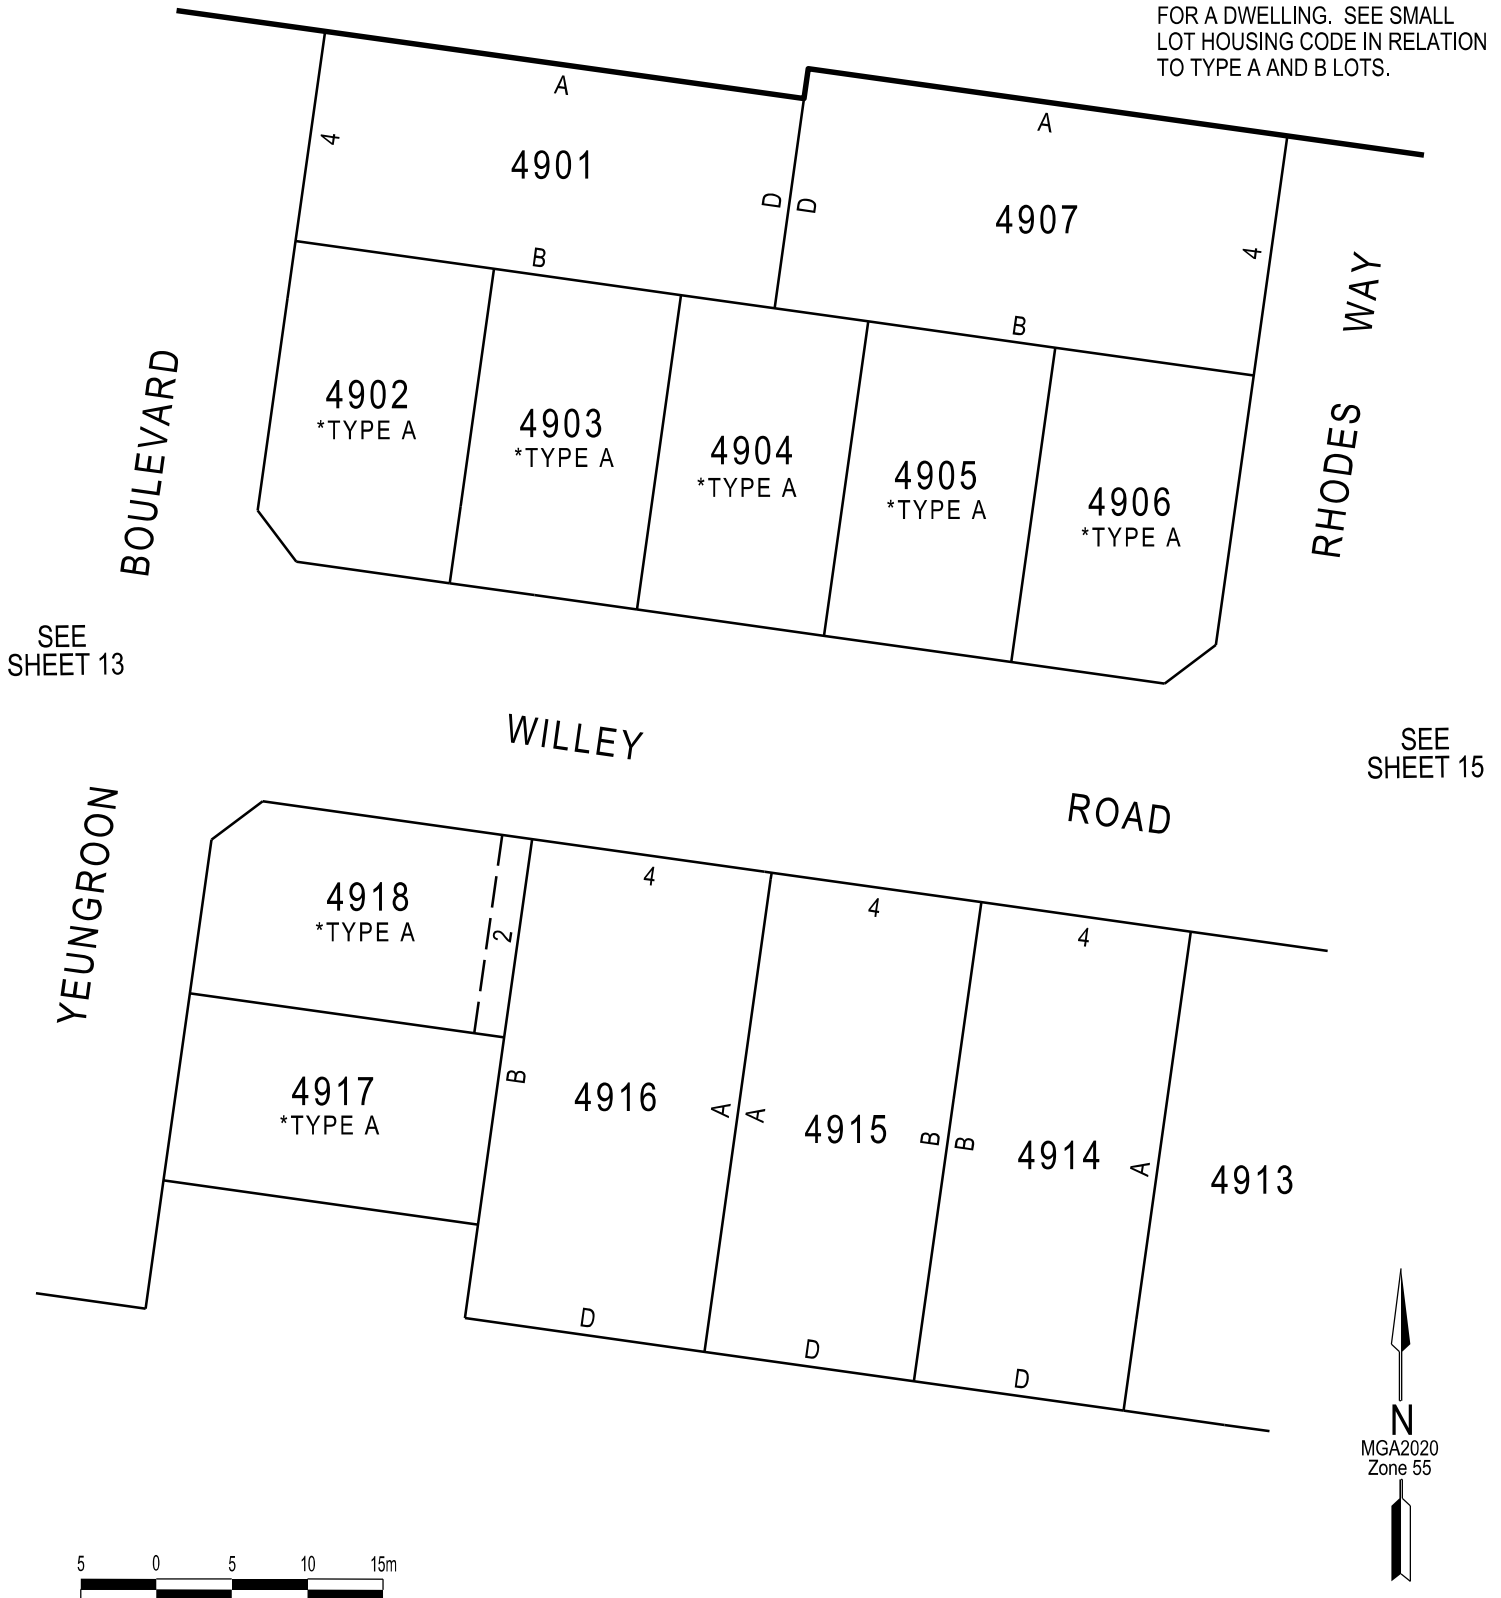 FOR A DWELLING. SEE SMALL
LOT HOUSING CODE IN RELATION
TO TYPE A AND B LOTS.
A
A
4
4901
D
D
4907
4
B
B
WAY
RHODES
BOULEVARD
4902
*TYPE A
4903
*TYPE A
4904
*TYPE A
4905
*TYPE A
4906
*TYPE A
SEE
SHEET 13
WILLEY
ROAD
SEE
SHEET 15
YEUNGROON
4918
*TYPE A
2
4
4
4
4917
*TYPE A
B
4916
A
A
4915
B
B
4914
A
4913
D
D
D
N
MGA2020
Zone 55
5 0 5 10 15m